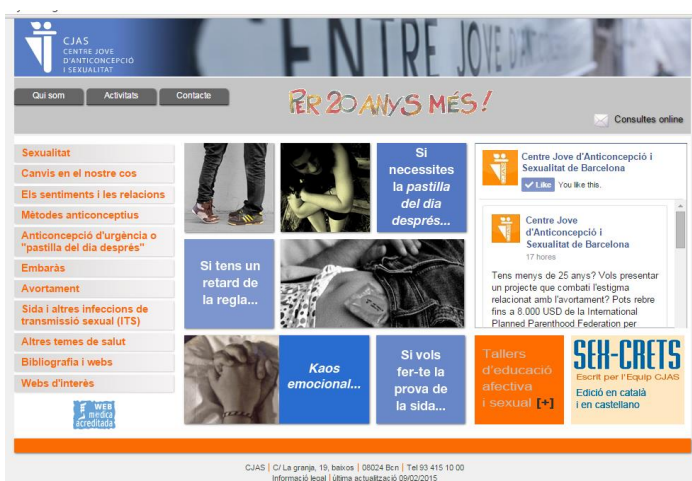 CJAS
CENTRE JOVE
D'ANTICONCEPCIÓ
I SEXUALITAT
CENTRE JOVE D'ANTI
Qui som
Activitats
Contacte
PER 20 ANYS MÉS!
Consultes online
Sexualitat
Canvis en el nostre cos
Els sentiments i les relacions
Mètodes anticonceptius
Anticoncepció d'urgència o
"pastilla del dia després"
Embaràs
Avortament
Sida i altres infeccions de
transmissió sexual (ITS)
Altres temes de salut
Bibliografia i webs
Webs d'interès
WEB
mèdica
acreditada
Si
necessites
la pastilla
del dia
després...
Si tens un
retard de
la regla...
Kaos
emocional...
Si vols
fer-te la
prova de
la sida...
Centre Jove d'Anticoncepció i
Sexualitat de Barcelona
Like You like this.
Centre Jove
d'Anticoncepció i
Sexualitat de Barcelona
17 hores
Tens menys de 25 anys? Vols presentar
un projecte que combati l'estigma
relacionat amb l'avortament? Pots rebre
fins a 8.000 USD de la International
Planned Parenthood Federation per
Tallers
d'educació
afectiva
i sexual [+]
SEX-CRETS
Escrit per l'Equip CJAS
Edició en català
i en castellano
CJAS | C/ La granja, 19, baixos | 08024 Bcn | Tel 93 415 10 00
Informació legal | última actualització 09/02/2015